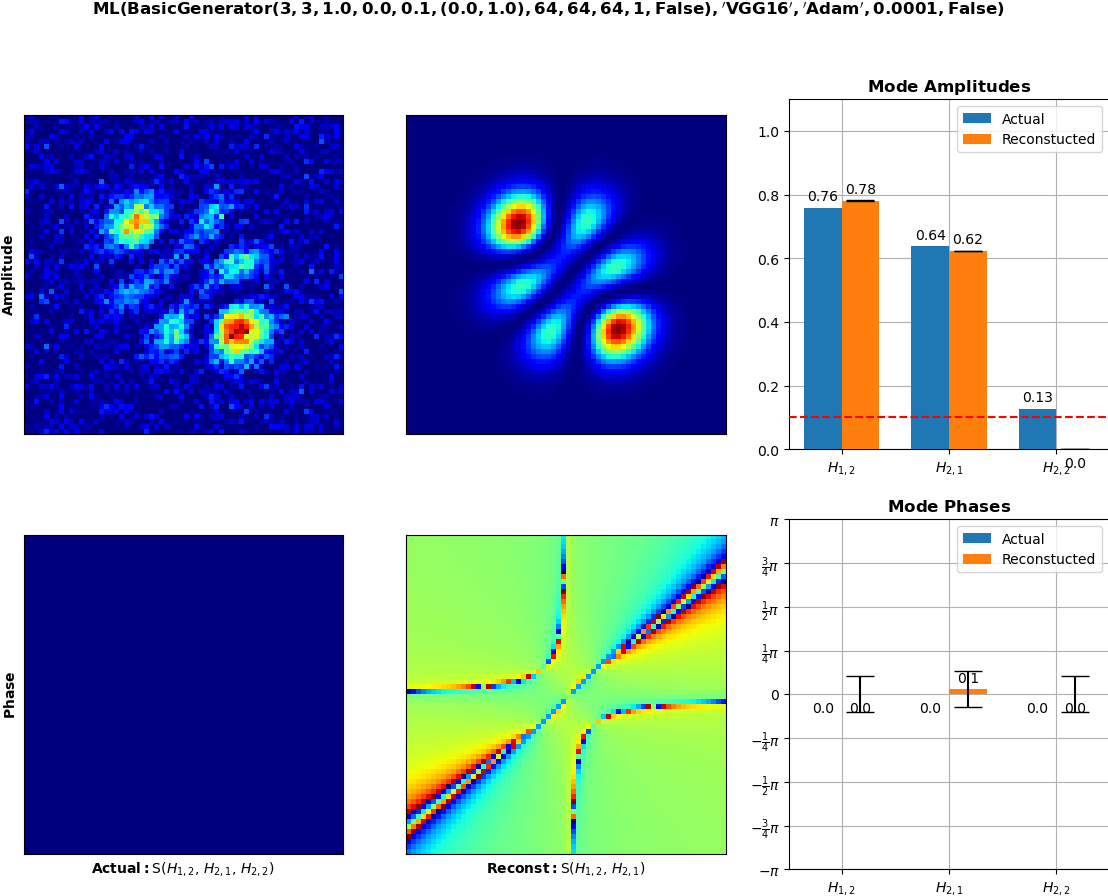 ML(BasicGenerator(3, 3, 1.0, 0.0, 0.1, (0.0, 1.0), 64, 64, 64, 1, False), ′VGG16′, ′Adam′, 0.0001, False)
Amplitude
Mode Amplitudes
Actual
Reconstucted
1.0
0.8
0.6
0.4
0.2
0.0
0.76
0.78
0.64
0.62
0.13
0.0
H1, 2
H2, 1
H2, 2
Phase
Actual: S(H1, 2, H2, 1, H2, 2)
Reconst: S(H1, 2, H2, 1)
Mode Phases
Actual
Reconstucted
π
3/4π
1/2π
1/4π
0
−1/4π
−1/2π
−3/4π
−π
0.0
0.0
0.0
0.1
0.0
0.0
H1, 2
H2, 1
H2, 2